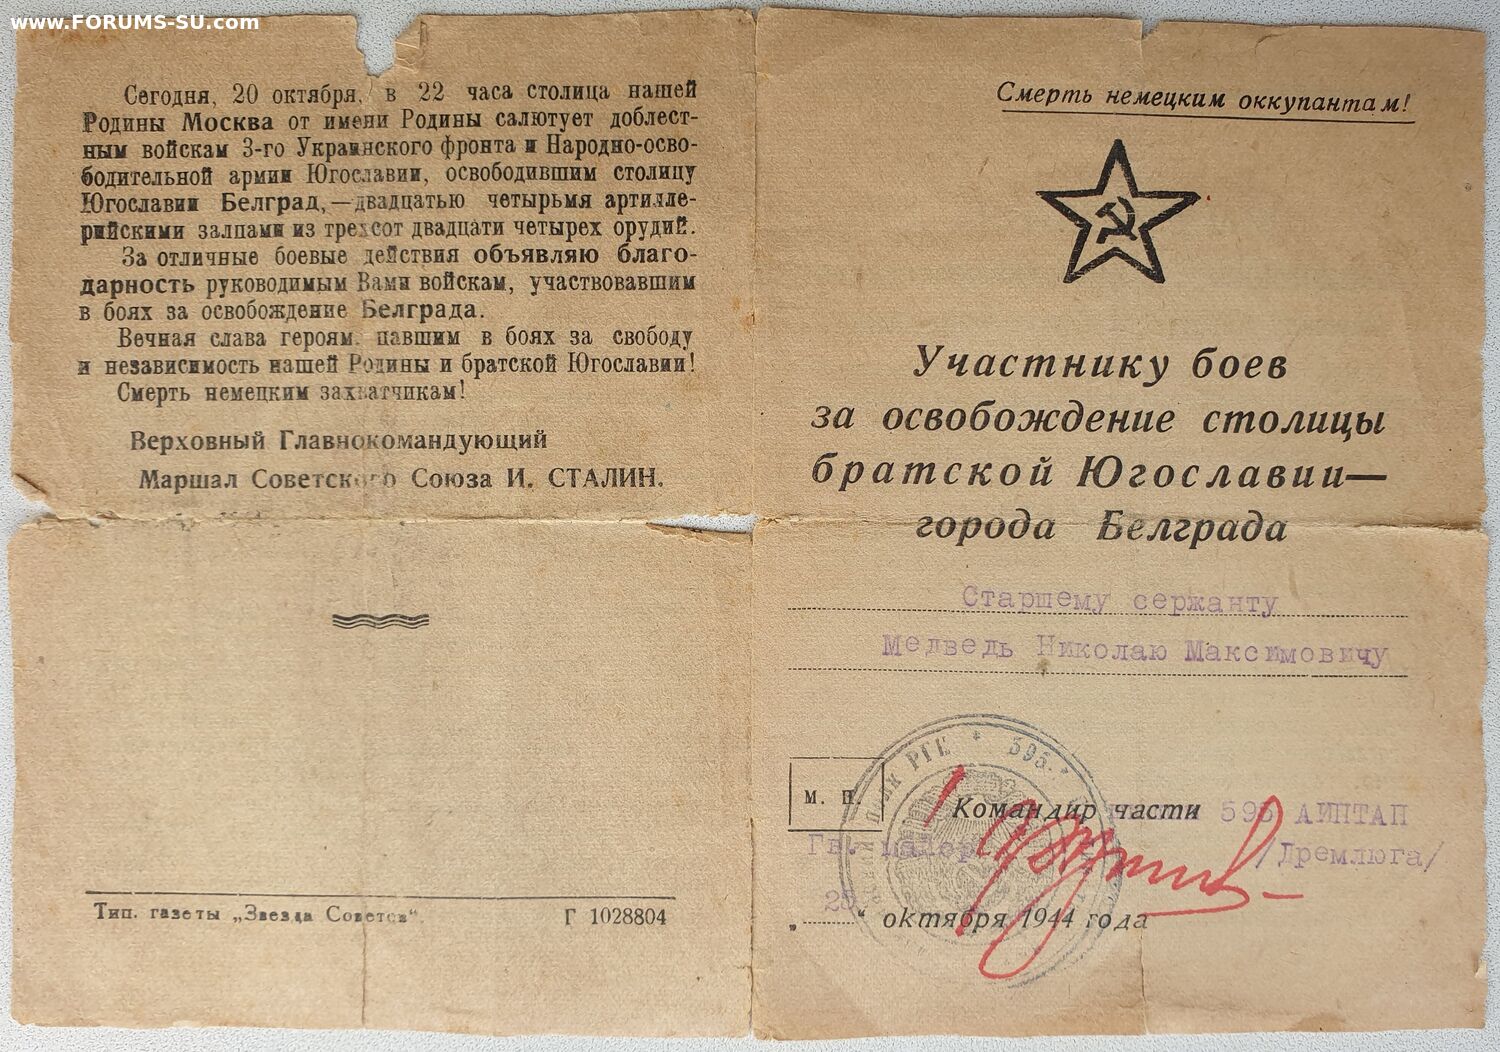 www.FORUMS-SU.com
Сегодня, 20 октября, в 22 часа столица нашей
Родины Москва от имени Родины салютует доблест-
ным войскам 3-го Украинского фронта и Народно-осво-
бодительной армии Югославии, освободившим столицу
Югославии Белград,—двадцатью четырьмя артилле-
рийскими залпами из трехсот двадцати четырех орудий.
За отличные боевые действия объявляю благо-
дарность руководимым Вами войскам, участвовавшим
в боях за освобождение Белграда.
Вечная слава героям, павшим в боях за свободу
и независимость нашей Родины и братской Югославии!
Смерть немецким захватчикам!
Верховный Главнокомандующий
Маршал Советского Союза И. СТАЛИН.
Тип. газеты „Звезда Советов“.
Г 1028804
Смерть немецким оккупантам!
Участнику боев
за освобождение столицы
братской Югославии—
города Белграда
Старшему сержанту
Медведь Николаю Максимовичу
М. П.
РГК * 595
Командир части 595 АИПТАП
Гв. майор /Дремлюга/
„ “ октября 1944 года